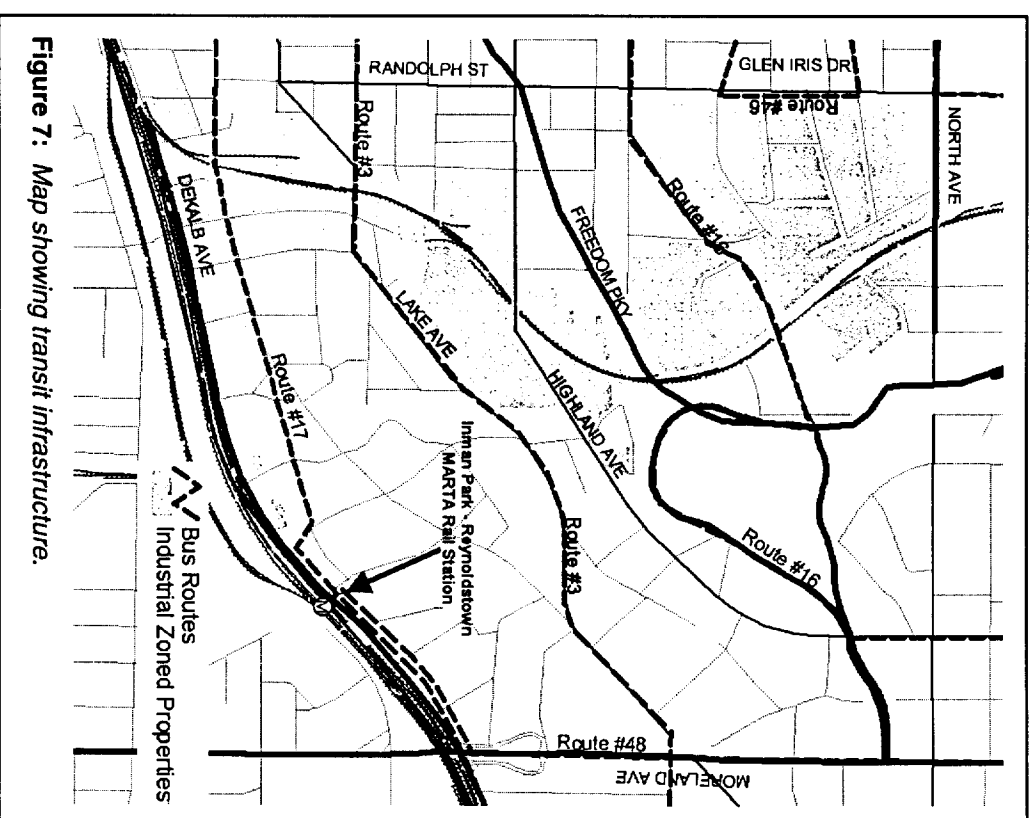 RANDOLPH ST
GLEN IRIS DR
Route #46
NORTH AVE
Route #3
Route #16
DEKALB AVE
FREEDOM PKY
LAKE AVE
HIGHLAND AVE
Route #17
Inman Park - Reynoldstown
MARTA Rail Station
Route #3
Route #16
M
Route #48
MORELAND AVE
Bus Routes
Industrial Zoned Properties
Figure 7: Map showing transit infrastructure.